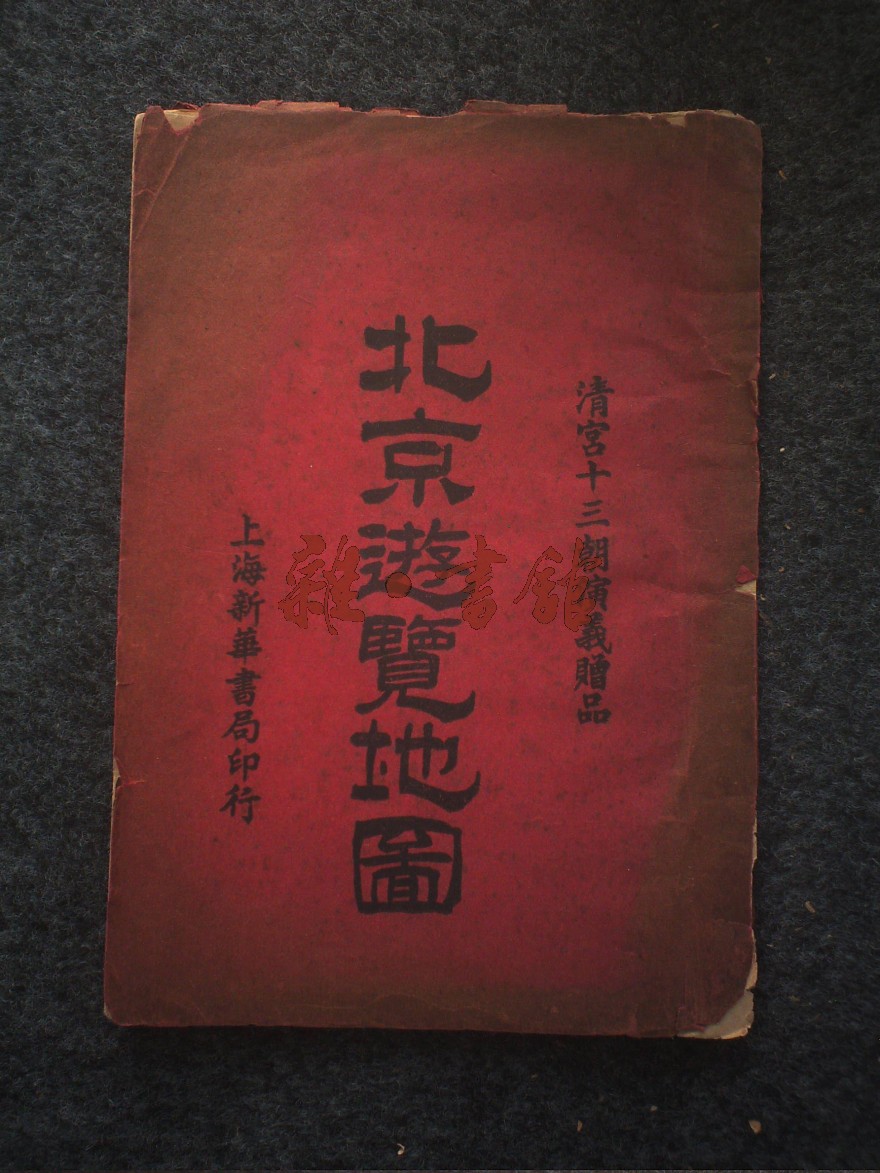 清宮十三朝演義贈品
北京遊覽地圖
上海新華書局印行
雜·書館